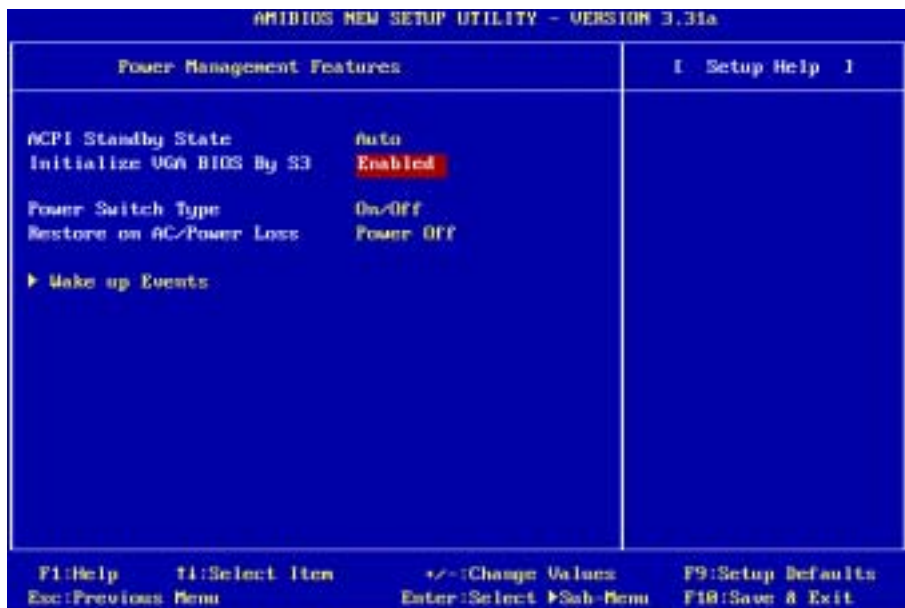 AMIBIOS NEW SETUP UTILITY - VERSION 3.31a
Power Management Features
[ Setup Help ]
ACPI Standby State Auto
Initialize VGA BIOS By S3 Enabled
Power Switch Type On/Off
Restore on AC/Power Loss Power Off
▶ Wake up Events
F1:Help ↑↓:Select Item +/-:Change Values F9:Setup Defaults
Esc:Previous Menu Enter:Select ▶Sub-Menu F10:Save & Exit